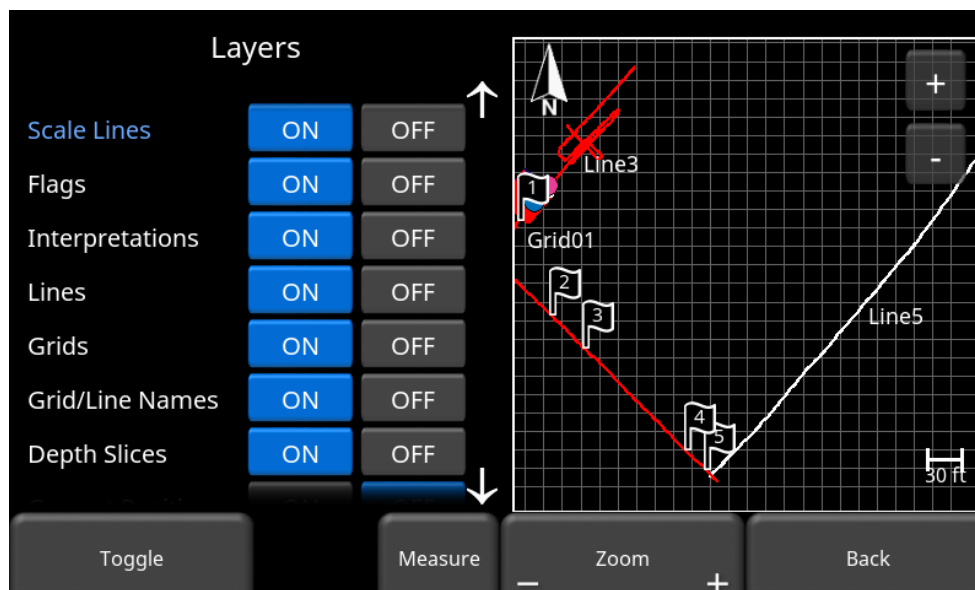 Layers
Scale Lines ON OFF
Flags ON OFF
Interpretations ON OFF
Lines ON OFF
Grids ON OFF
Grid/Line Names ON OFF
Depth Slices ON OFF
ON OFF
N
+
-
Line3
1
Grid01
2
3
Line5
4
5
30 ft
Toggle
Measure
Zoom
− +
Back